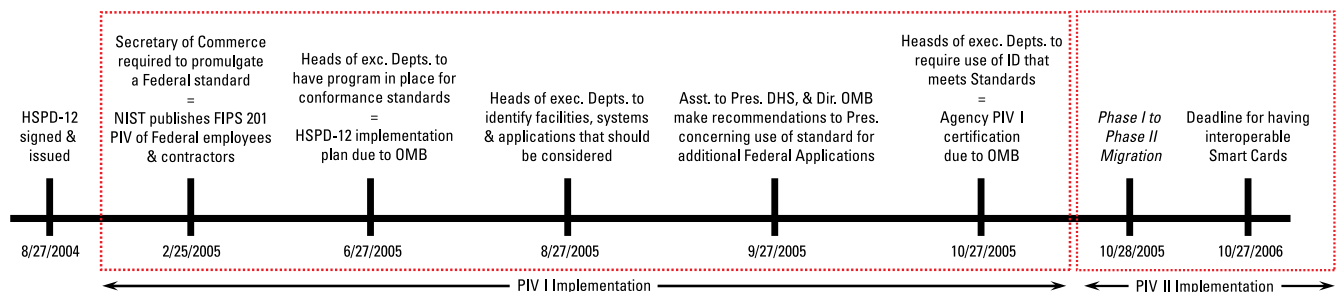 HSPD-12
signed &
issued
8/27/2004
Secretary of Commerce
required to promulgate
a Federal standard
=
NIST publishes FIPS 201
PIV of Federal employees
& contractors
2/25/2005
Heads of exc. Depts. to
have program in place for
conformance standards
=
HSPD-12 implementation
plan due to OMB
6/27/2005
Heads of exec. Depts. to
identify facilities, systems
& applications that should
be considered
8/27/2005
Asst. to Pres. DHS, & Dir. OMB
make recommendations to Pres.
concerning use of standard for
additional Federal Applications
9/27/2005
Heasds of exec. Depts. to
require use of ID that
meets Standards
=
Agency PIV I
certification
due to OMB
10/27/2005
Phase I to
Phase II
Migration
10/28/2005
Deadline for having
interoperable
Smart Cards
10/27/2006
PIV I Implementation
PIV II Implementation